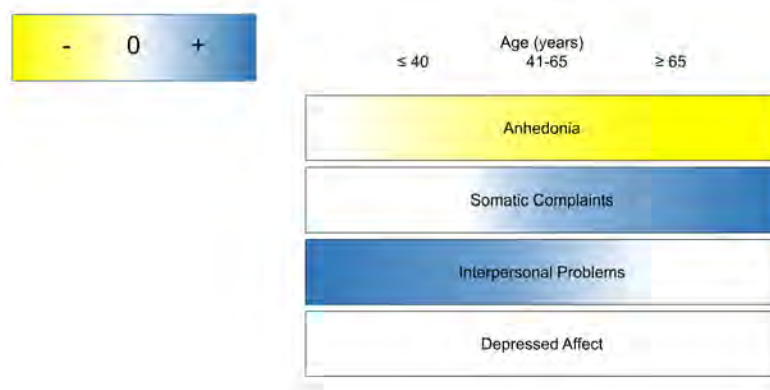 - 0 +
Age (years)
≤ 40 41-65 ≥ 65
Anhedonia
Somatic Complaints
Interpersonal Problems
Depressed Affect